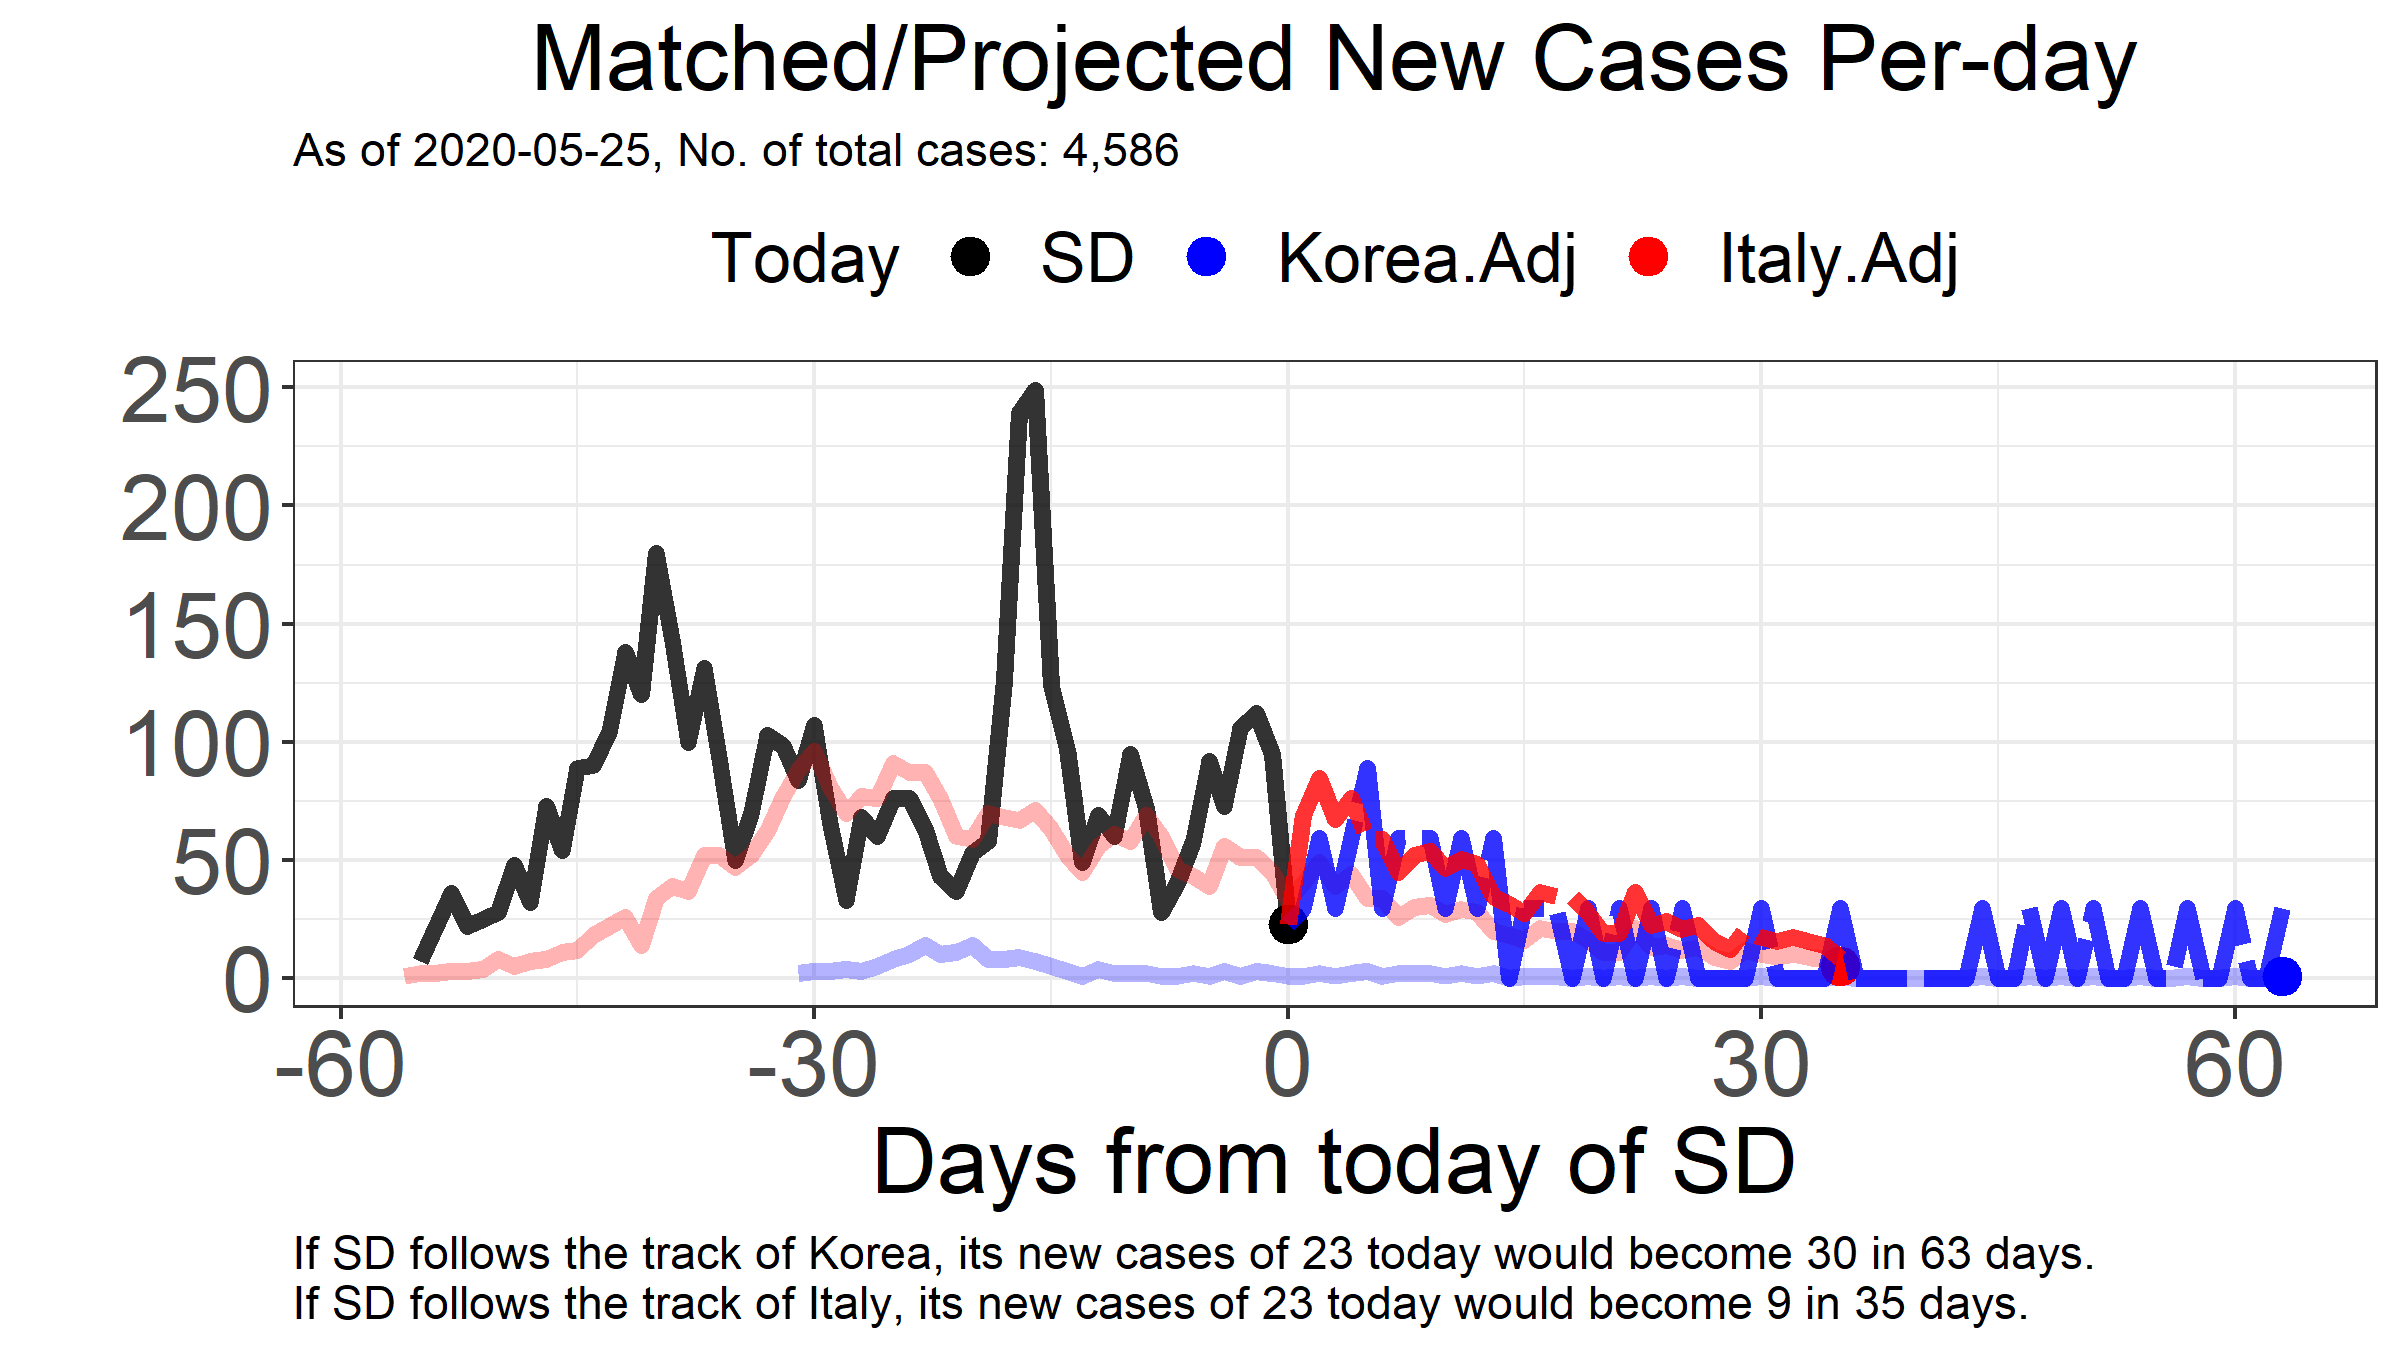 Matched/Projected New Cases Per-day
As of 2020-05-25, No. of total cases: 4,586
Today SD Korea.Adj Italy.Adj
250
200
150
100
50
0
-60 -30 0 30 60
Days from today of SD
If SD follows the track of Korea, its new cases of 23 today would become 30 in 63 days.
If SD follows the track of Italy, its new cases of 23 today would become 9 in 35 days.